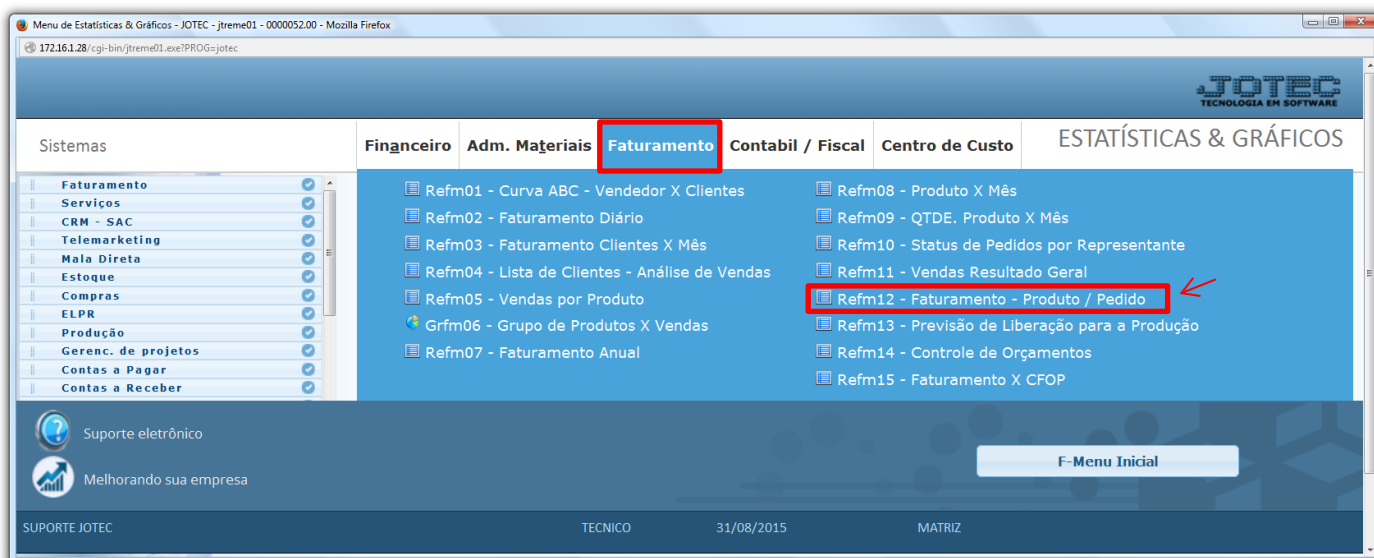 Menu de Estatísticas & Gráficos - JOTEC - jtreme01 - 0000052.00 - Mozilla Firefox
172.16.1.28/cgi-bin/jtreme01.exe?PROG=jotec
JOTEC
TECNOLOGIA EM SOFTWARE
Sistemas
Financeiro Adm. Materiais Faturamento Contabil / Fiscal Centro de Custo
ESTATÍSTICAS & GRÁFICOS
Faturamento
Serviços
CRM - SAC
Telemarketing
Mala Direta
Estoque
Compras
ELPR
Produção
Gerenc. de projetos
Contas a Pagar
Contas a Receber
Refm01 - Curva ABC - Vendedor X Clientes
Refm02 - Faturamento Diário
Refm03 - Faturamento Clientes X Mês
Refm04 - Lista de Clientes - Análise de Vendas
Refm05 - Vendas por Produto
Grfm06 - Grupo de Produtos X Vendas
Refm07 - Faturamento Anual
Refm08 - Produto X Mês
Refm09 - QTDE. Produto X Mês
Refm10 - Status de Pedidos por Representante
Refm11 - Vendas Resultado Geral
Refm12 - Faturamento - Produto / Pedido
Refm13 - Previsão de Liberação para a Produção
Refm14 - Controle de Orçamentos
Refm15 - Faturamento X CFOP
Suporte eletrônico
Melhorando sua empresa
F-Menu Inicial
SUPORTE JOTEC TECNICO 31/08/2015 MATRIZ